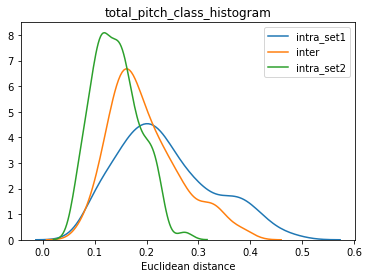 total_pitch_class_histogram
intra_set1
inter
intra_set2
8
7
6
5
4
3
2
1
0
0.0 0.1 0.2 0.3 0.4 0.5 0.6
Euclidean distance